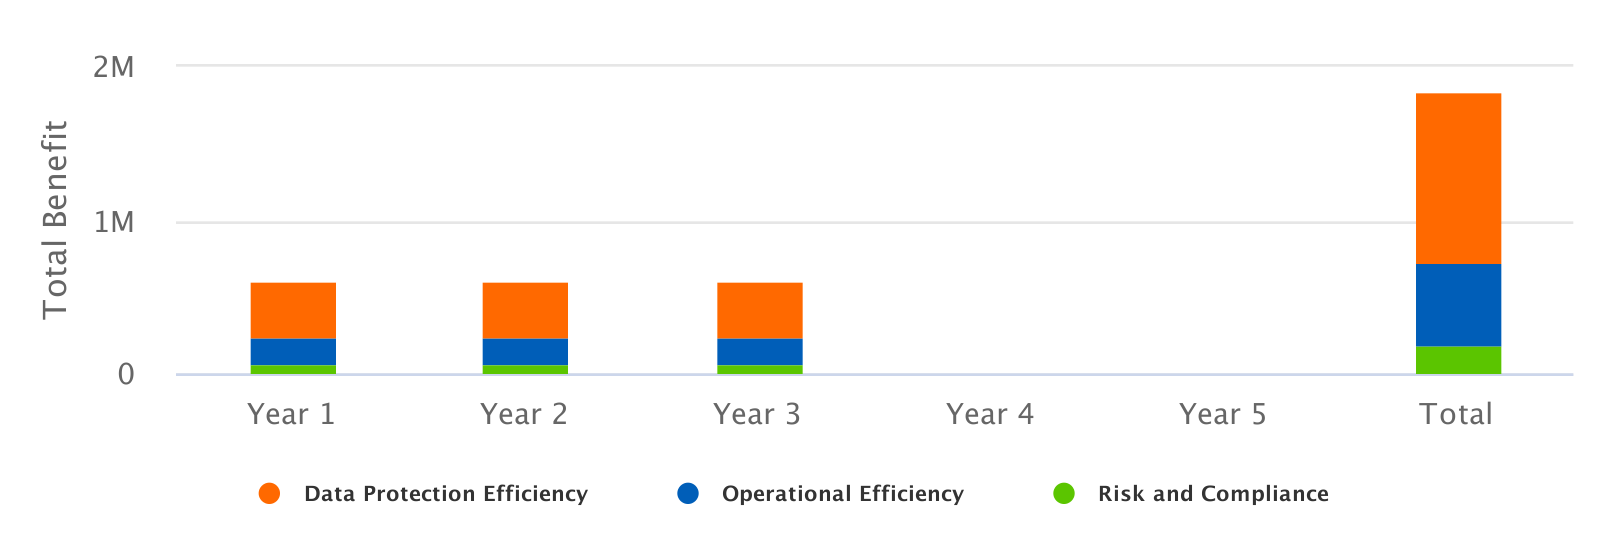 2M
1M
0
Total Benefit
Year 1 Year 2 Year 3 Year 4 Year 5 Total
Data Protection Efficiency Operational Efficiency Risk and Compliance